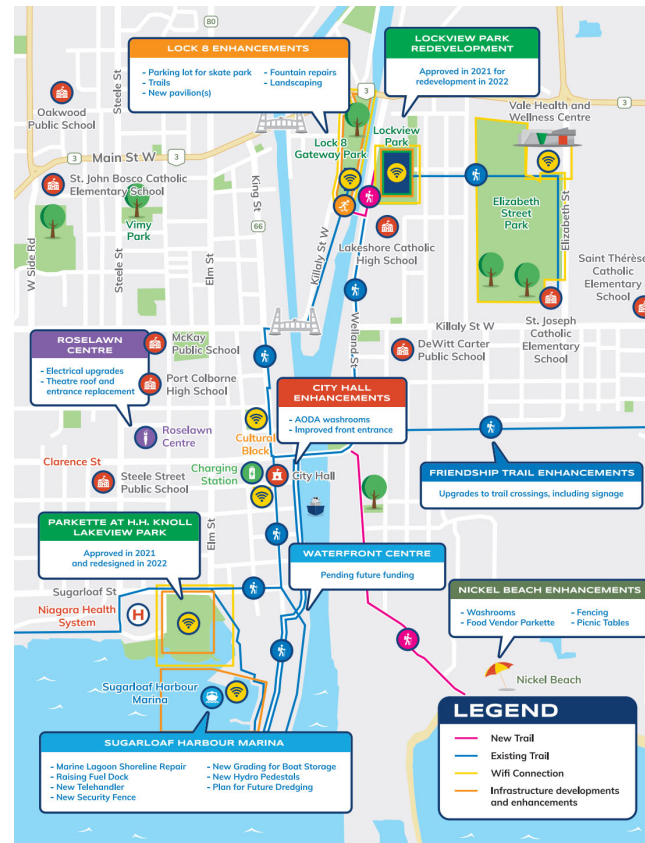 80
LOCK 8 ENHANCEMENTS
- Parking lot for skate park
- Trails
- New pavilion(s)
- Fountain repairs
- Landscaping
LOCKVIEW PARK
REDEVELOPMENT
Approved in 2021 for
redevelopment in 2022
Steele St
Oakwood
Public School
3
Vale Health and
Wellness Centre
Lock 8
Gateway Park
Lockview
Park
3
Main St W
3
St. John Bosco Catholic
Elementary School
King St
Vimy
Park
Elizabeth
Street
Park
Elizabeth St
W Side Rd
Steele St
Elm St
66
Killaly St W
Lakeshore Catholic
High School
Saint Thérèse
Catholic
Elementary
School
Welland St
Killaly St W
St. Joseph
Catholic
Elementary
School
DeWitt Carter
Public School
ROSELAWN
CENTRE
- Electrical upgrades
- Theatre roof and
entrance replacement
McKay
Public School
Port Colborne
High School
CITY HALL
ENHANCEMENTS
- AODA washrooms
- Improved front entrance
Roselawn
Centre
Cultural
Block
Clarence St
Steele Street
Public School
Charging
Station
City Hall
FRIENDSHIP TRAIL ENHANCEMENTS
Upgrades to trail crossings, including signage
PARKETTE AT H.H. KNOLL
LAKEVIEW PARK
Approved in 2021
and redesigned in 2022
Elm St
WATERFRONT CENTRE
Pending future funding
Sugarloaf St
Niagara Health
System
H
NICKEL BEACH ENHANCEMENTS
- Washrooms
- Food Vendor Parkette
- Fencing
- Picnic Tables
Nickel Beach
Sugarloaf Harbour
Marina
SUGARLOAF HARBOUR MARINA
- Marine Lagoon Shoreline Repair
- Raising Fuel Dock
- New Telehandler
- New Security Fence
- New Grading for Boat Storage
- New Hydro Pedestals
- Plan for Future Dredging
LEGEND
New Trail
Existing Trail
Wifi Connection
Infrastructure developments
and enhancements